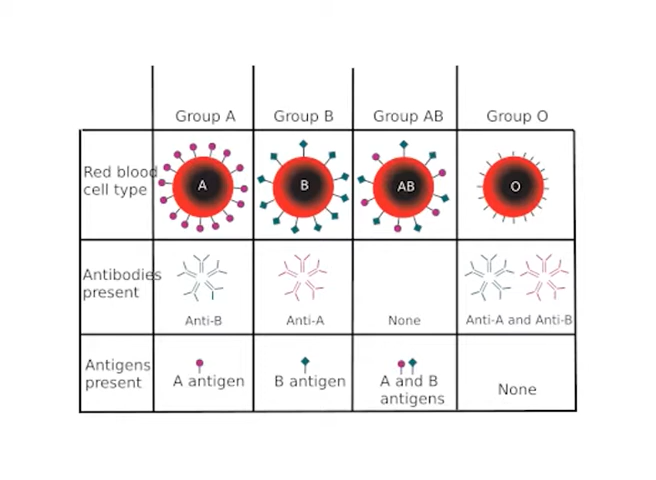 Group A
Group B
Group AB
Group O
Red blood
cell type
A
B
AB
O
Antibodies
present
Anti-B
Anti-A
None
Anti-A and Anti-B
Antigens
present
A antigen
B antigen
A and B
antigens
None